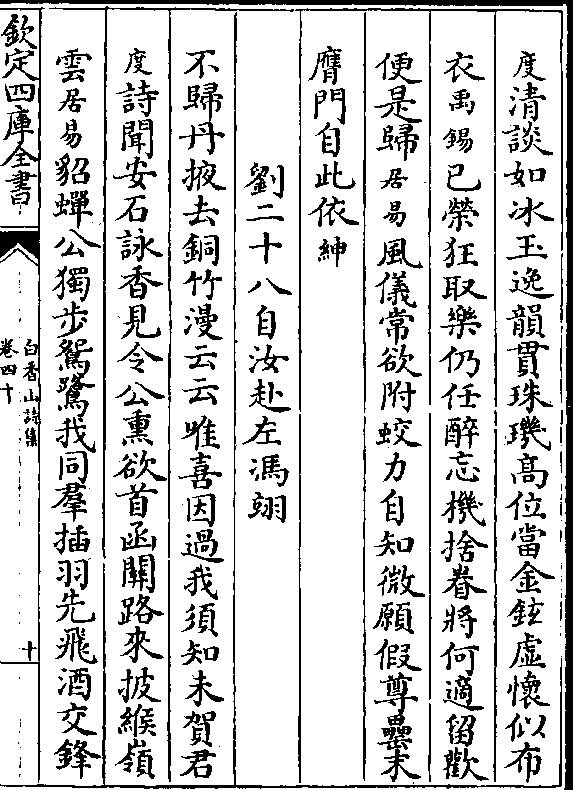 度清談如冰玉逸韻貫珠璣高位當金鉉虛懷似布
衣禹錫已榮狂取樂仍任醉忘機捨眷將何適留歡
便是歸居易風儀常欲附蛟力自知微願假尊罍末
膺門自此依紳
劉二十八自汝赴左馮翊
不歸丹掖去銅竹漫云云唯喜因過我須知未賀君
度詩聞安石詠香見令公熏欲首函關路來披緱嶺
雲居易貂蟬公獨步鴛鷺我同羣插羽先飛酒交鋒
欽定四庫全書
白香山詩集
卷四十
十